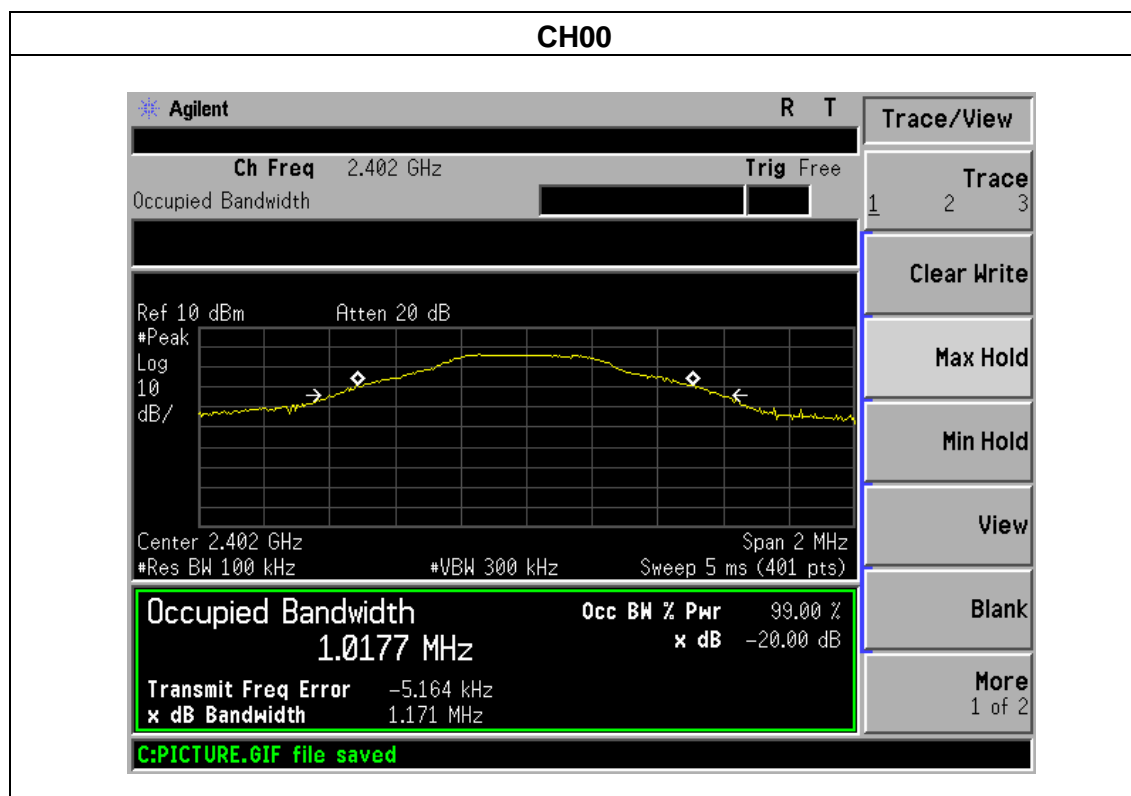 CH00
Agilent
R T
Trace/View
Ch Freq 2.402 GHz
Trig Free
Occupied Bandwidth
Trace
1 2 3
Clear Write
Max Hold
Min Hold
View
Blank
More
1 of 2
Ref 10 dBm Atten 20 dB
#Peak
Log
10
dB/
Center 2.402 GHz Span 2 MHz
#Res BW 100 kHz #VBW 300 kHz Sweep 5 ms (401 pts)
Occupied Bandwidth
1.0177 MHz
Occ BW % Pwr 99.00 %
x dB -20.00 dB
Transmit Freq Error -5.164 kHz
x dB Bandwidth 1.171 MHz
C:PICTURE.GIF file saved